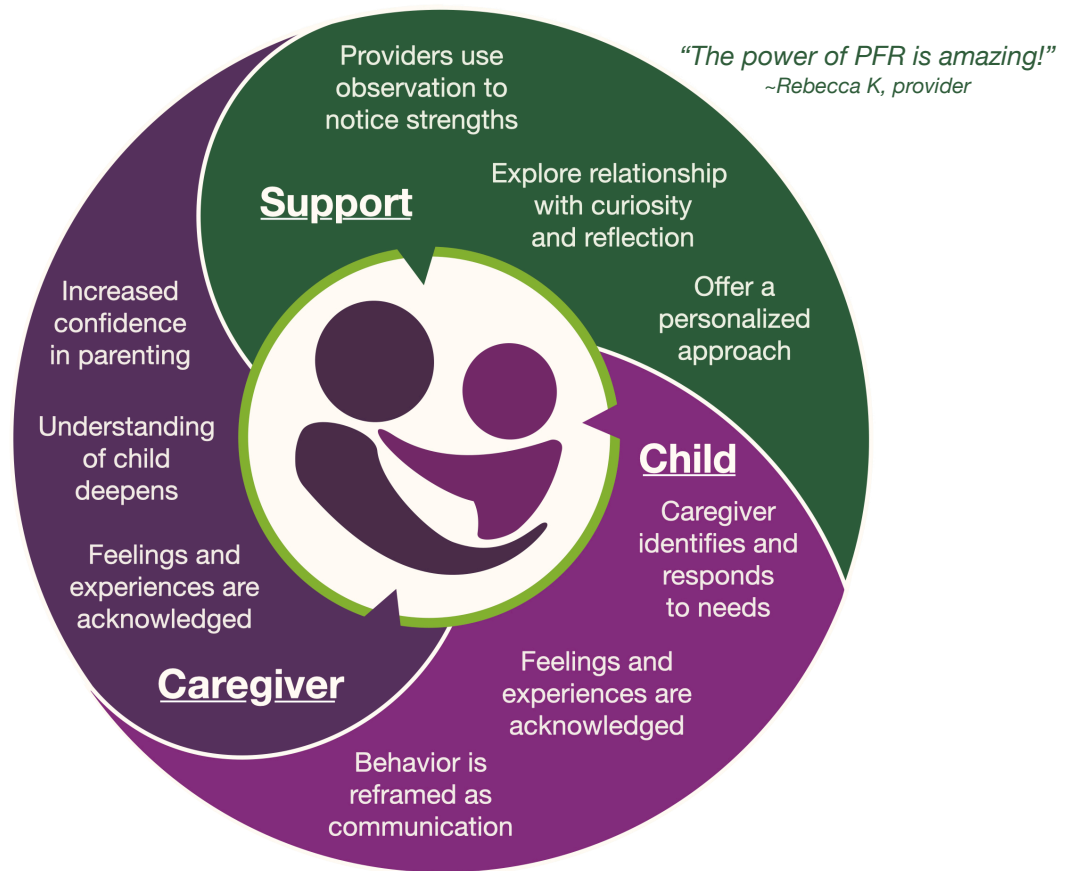 Providers use
observation to
notice strengths
Support
Explore relationship
with curiosity
and reflection
Offer a
personalized
approach
“The power of PFR is amazing!”
~Rebecca K, provider
Child
Caregiver
identifies and
responds
to needs
Feelings and
experiences are
acknowledged
Behavior is
reframed as
communication
Increased
confidence
in parenting
Understanding
of child
deepens
Feelings and
experiences are
acknowledged
Caregiver